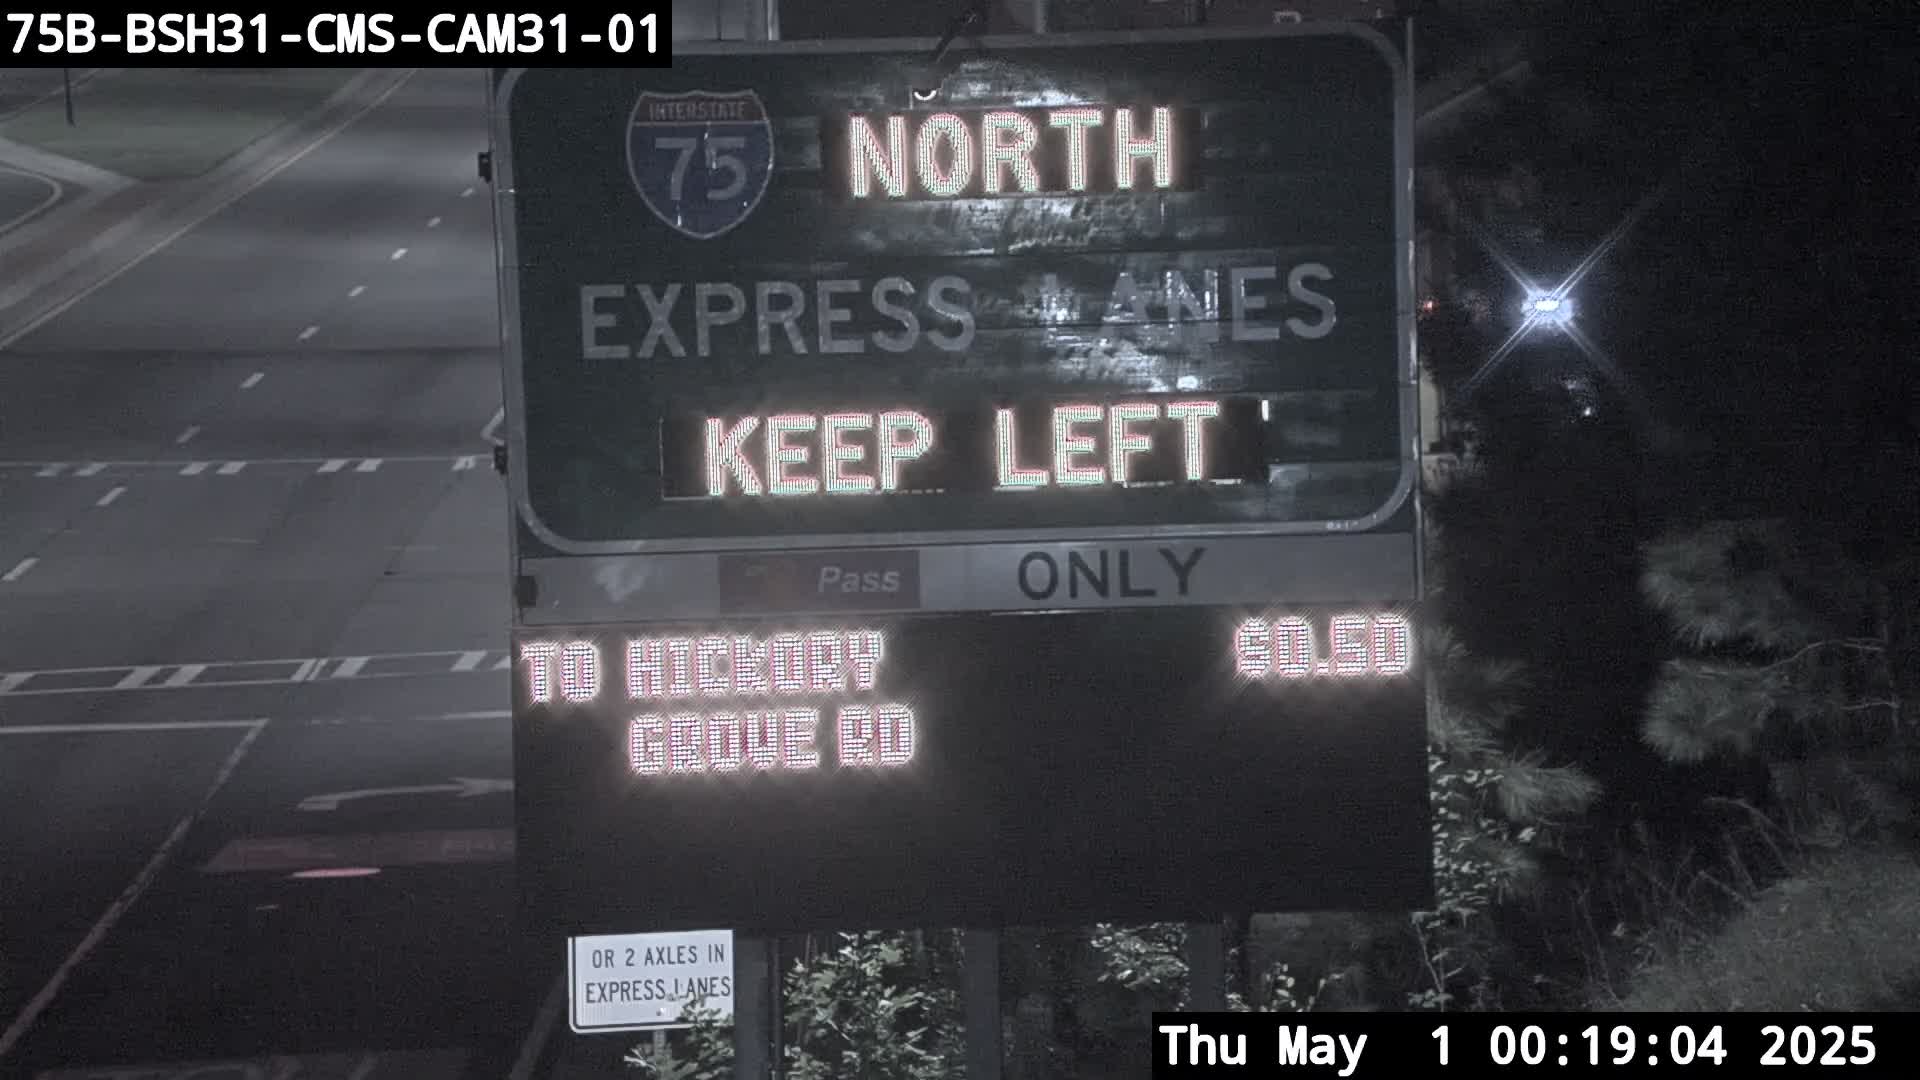 75B-BSH31-CMS-CAM31-01
INTERSTATE
75
NORTH
EXPRESS LANES
KEEP LEFT
Pass ONLY
TO HICKORY $0.50
GROVE RD
OR 2 AXLES IN
EXPRESS LANES
Thu May 1 00:19:04 2025